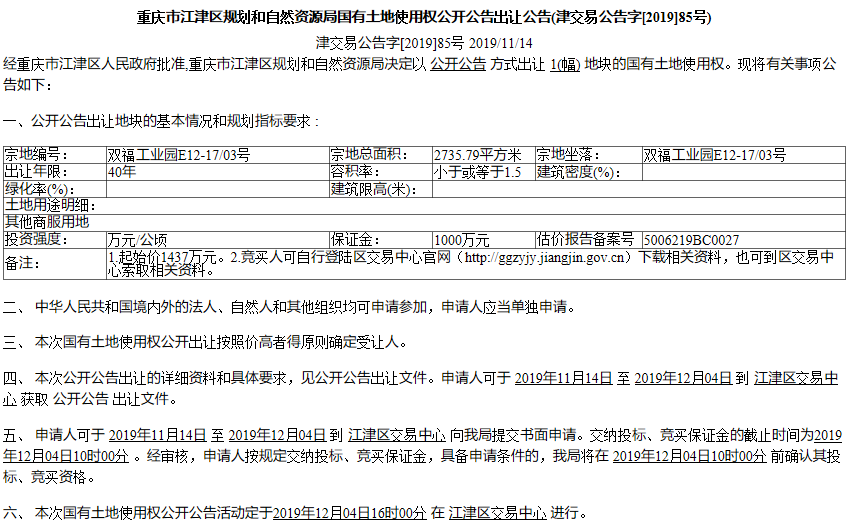 重庆市江津区规划和自然资源局国有土地使用权公开公告出让公告(津交易公告字[2019]85号)
津交易公告字[2019]85号 2019/11/14
经重庆市江津区人民政府批准,重庆市江津区规划和自然资源局决定以 公开公告 方式出让 1(幅) 地块的国有土地使用权。现将有关事项公
告如下：
一、公开公告出让地块的基本情况和规划指标要求：
宗地编号： 双福工业园E12-17/03号 宗地总面积： 2735.79平方米 宗地坐落： 双福工业园E12-17/03号
出让年限： 40年 容积率： 小于或等于1.5 建筑密度(%)：
绿化率(%)： 建筑限高(米)：
土地用途明细：
其他商服用地
投资强度： 万元/公顷 保证金： 1000万元 估价报告备案号 5006219BC0027
备注： 1.起始价1437万元。2.竞买人可自行登陆区交易中心官网（http://ggzyjy.jiangjin.gov.cn）下载相关资料，也可到区交易中
心索取相关资料。
二、 中华人民共和国境内外的法人、自然人和其他组织均可申请参加，申请人应当单独申请。
三、 本次国有土地使用权公开出让按照价高者得原则确定受让人。
四、 本次公开公告出让的详细资料和具体要求，见公开公告出让文件。申请人可于 2019年11月14日 至 2019年12月04日 到 江津区交易中
心 获取 公开公告 出让文件。
五、 申请人可于 2019年11月14日 至 2019年12月04日 到 江津区交易中心 向我局提交书面申请。交纳投标、竞买保证金的截止时间为2019
年12月04日10时00分 。经审核，申请人按规定交纳投标、竞买保证金，具备申请条件的，我局将在 2019年12月04日10时00分 前确认其投
标、竞买资格。
六、 本次国有土地使用权公开公告活动定于2019年12月04日16时00分 在 江津区交易中心 进行。